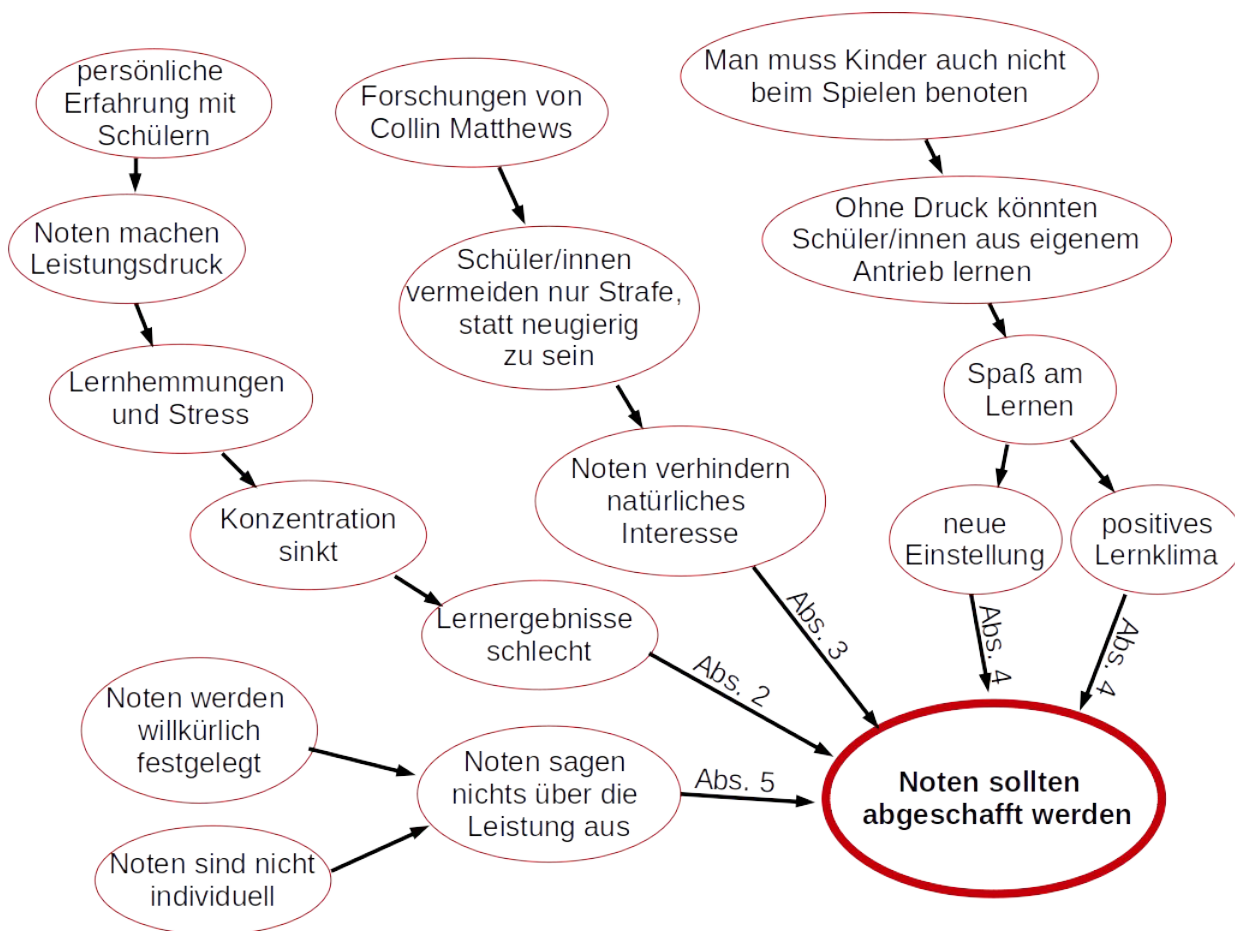 persönliche
Erfahrung mit
Schülern
Forschungen von
Collin Matthews
Man muss Kinder auch nicht
beim Spielen benoten
Noten machen
Leistungsdruck
Schüler/innen
vermeiden nur Strafe,
statt neugierig
zu sein
Ohne Druck könnten
Schüler/innen aus eigenem
Antrieb lernen
Lernhemmungen
und Stress
Spaß am
Lernen
Konzentration
sinkt
Noten verhindern
natürliches
Interesse
neue
Einstellung
positives
Lernklima
Lernergebnisse
schlecht
Abs. 2
Abs. 3
Abs. 4
Abs. 4
Noten werden
willkürlich
festgelegt
Noten sagen
nichts über die
Leistung aus
Abs. 5
Noten sollten
abgeschafft werden
Noten sind nicht
individuell